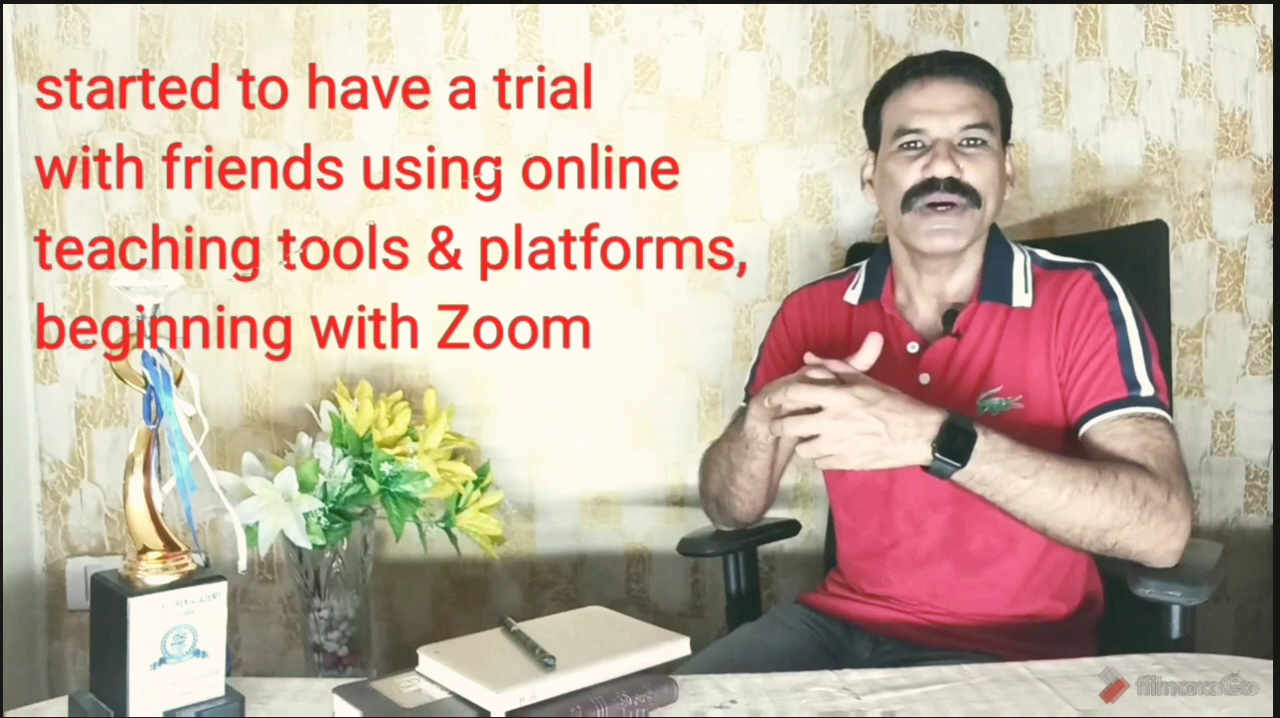 started to have a trial
with friends using online
teaching tools & platforms,
beginning with Zoom
filmoraGo